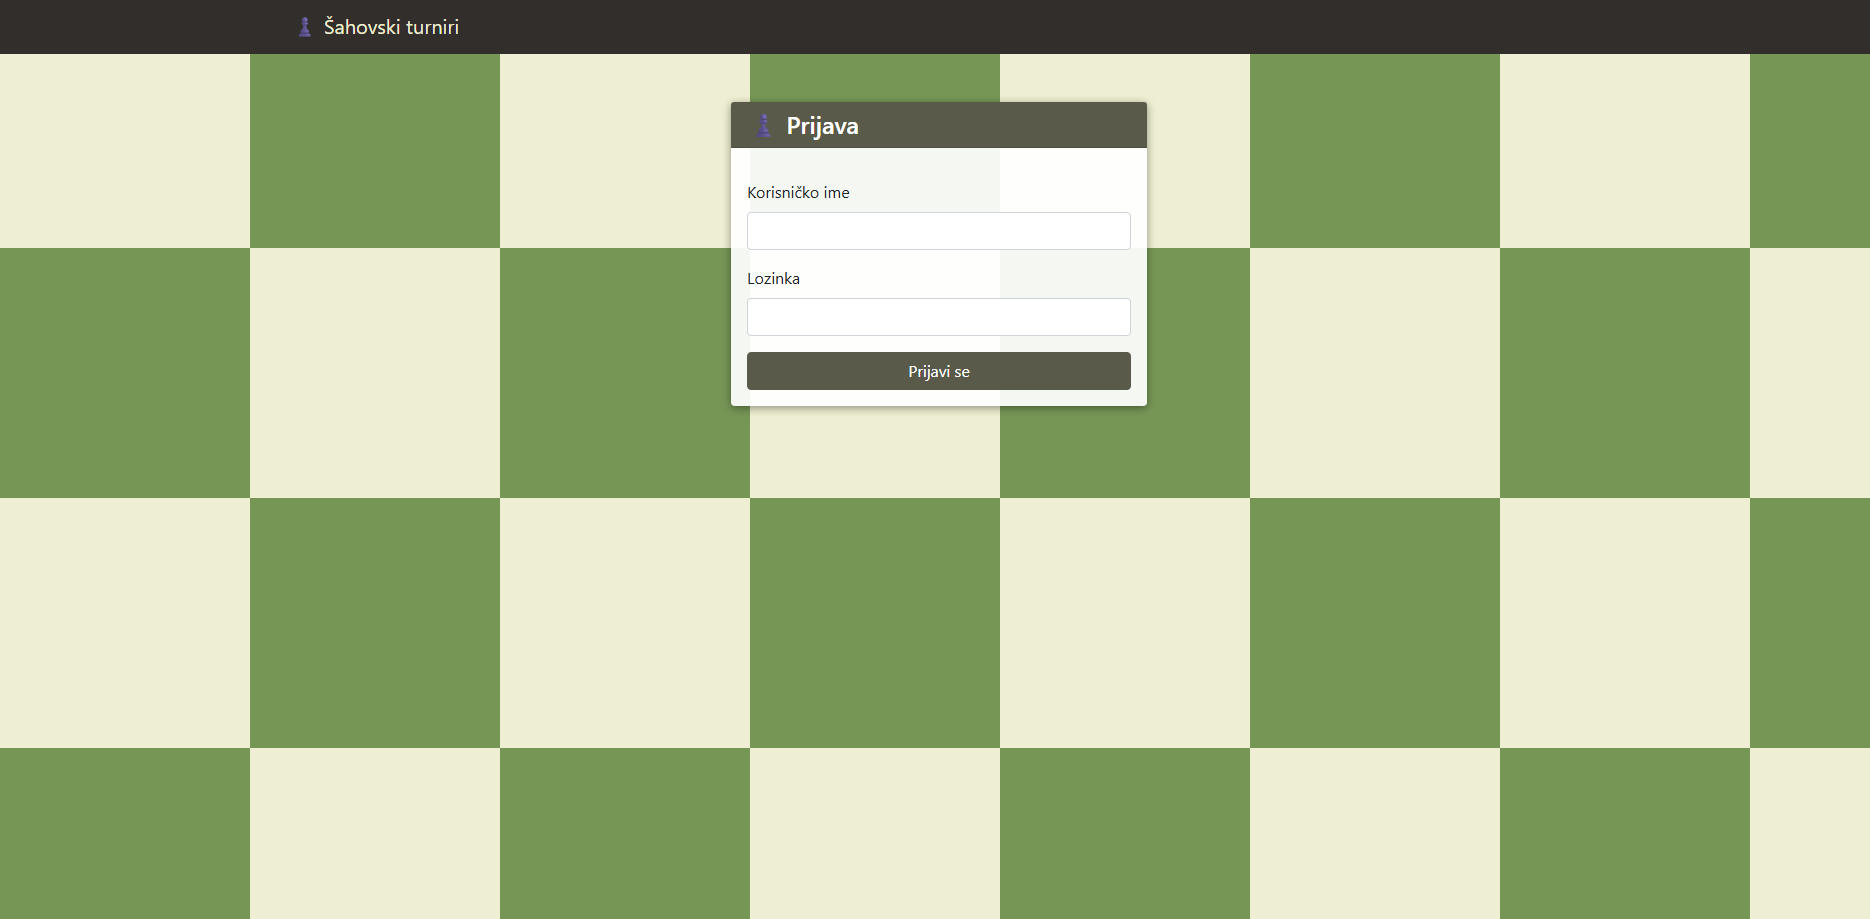 Šahovski turniri
Prijava
Korisničko ime
Lozinka
Prijavi se